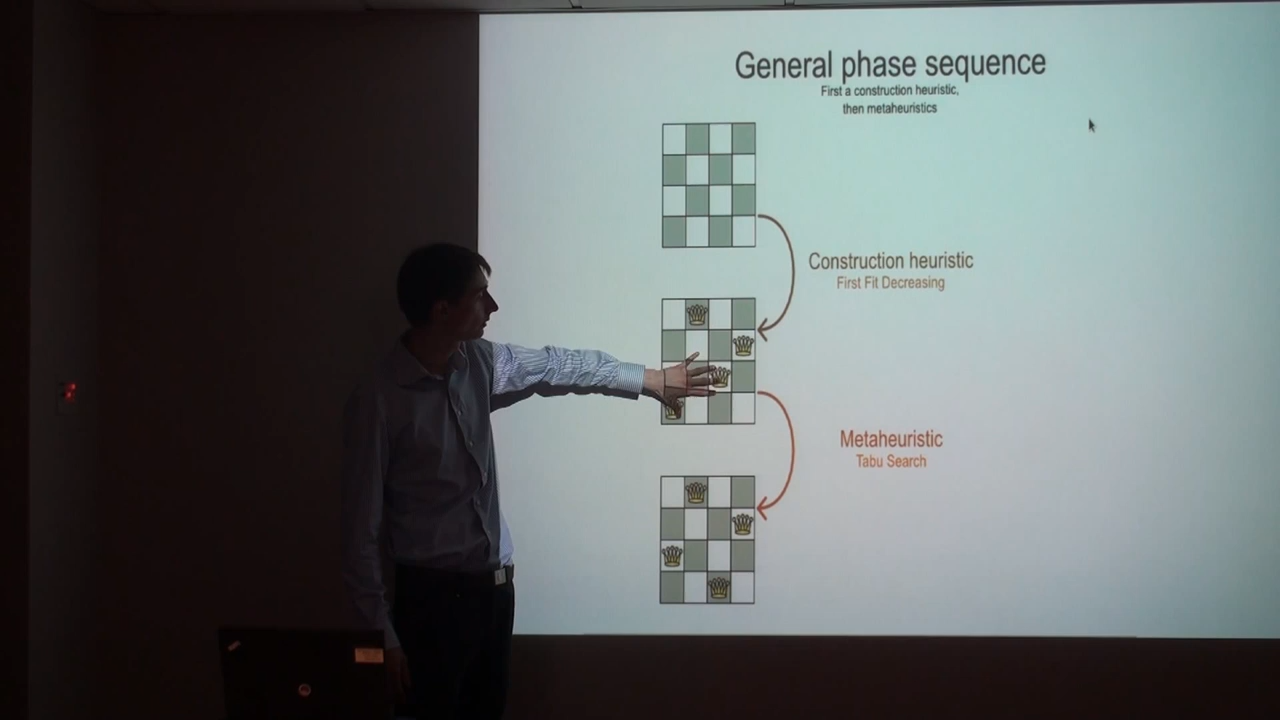 General phase sequence
First a construction heuristic,
then metaheuristics
Construction heuristic
First Fit Decreasing
Metaheuristic
Tabu Search